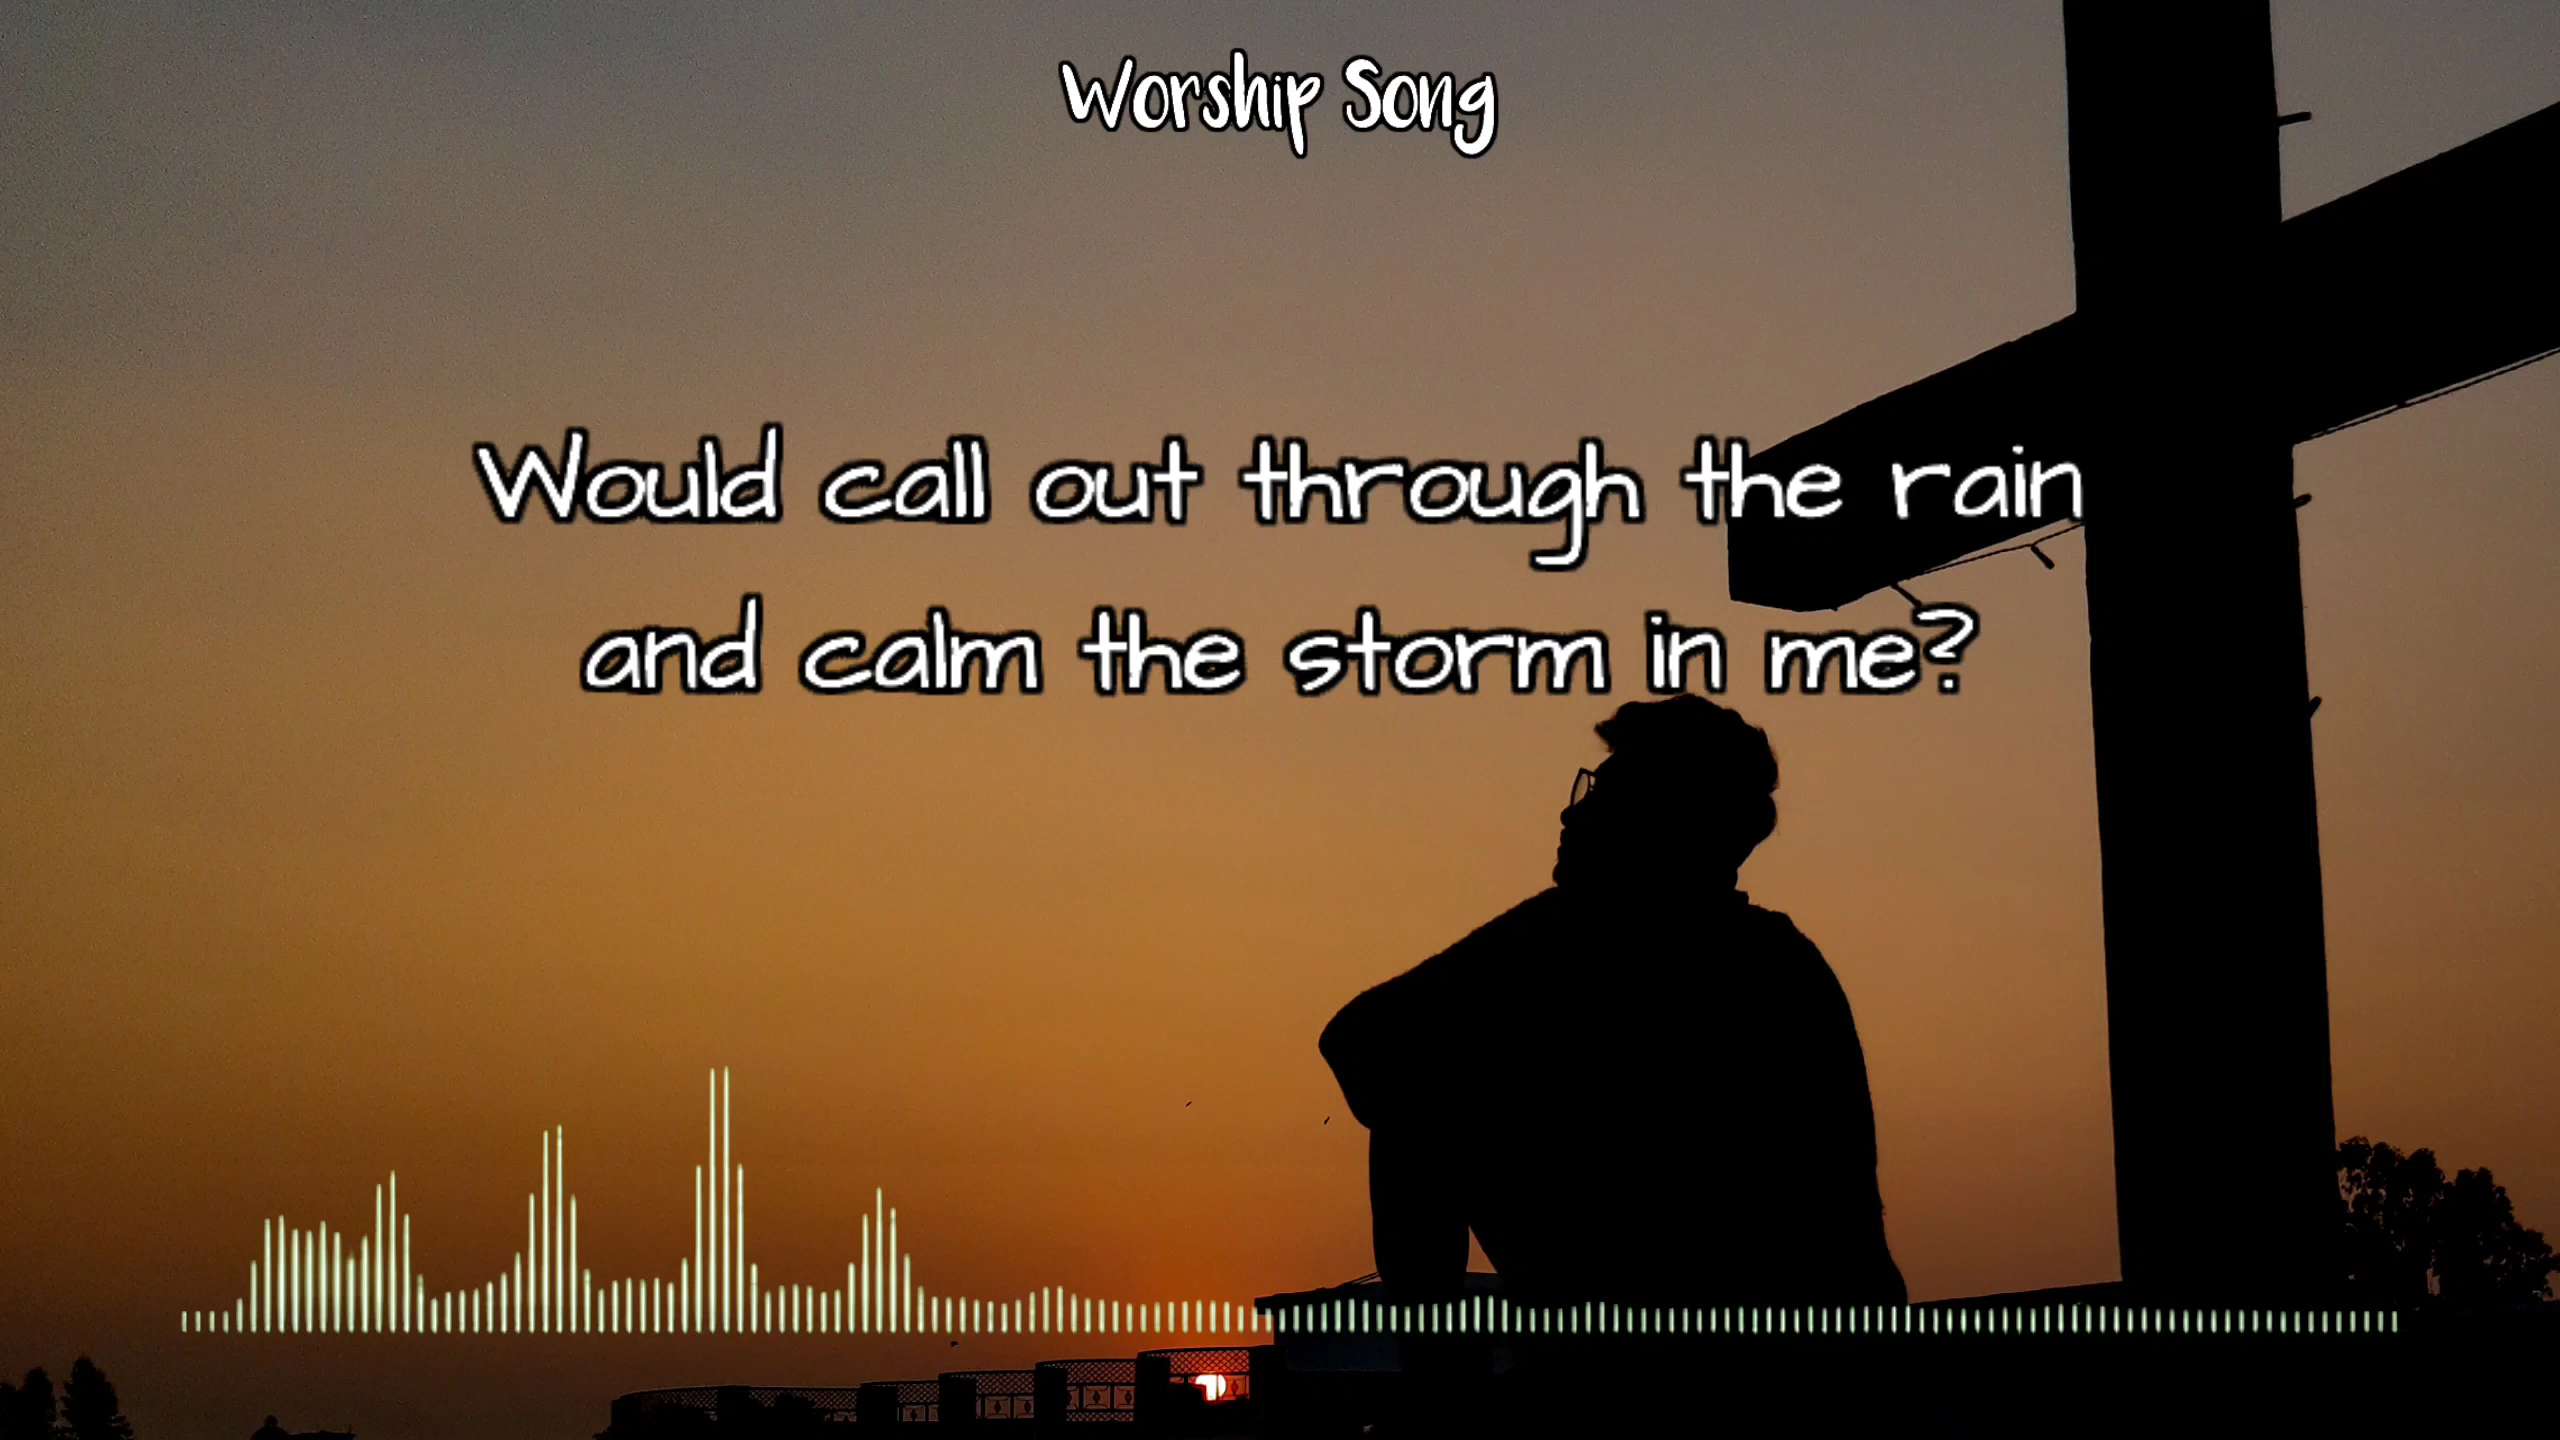 Worship Song
Would call out through the rain
and calm the storm in me?